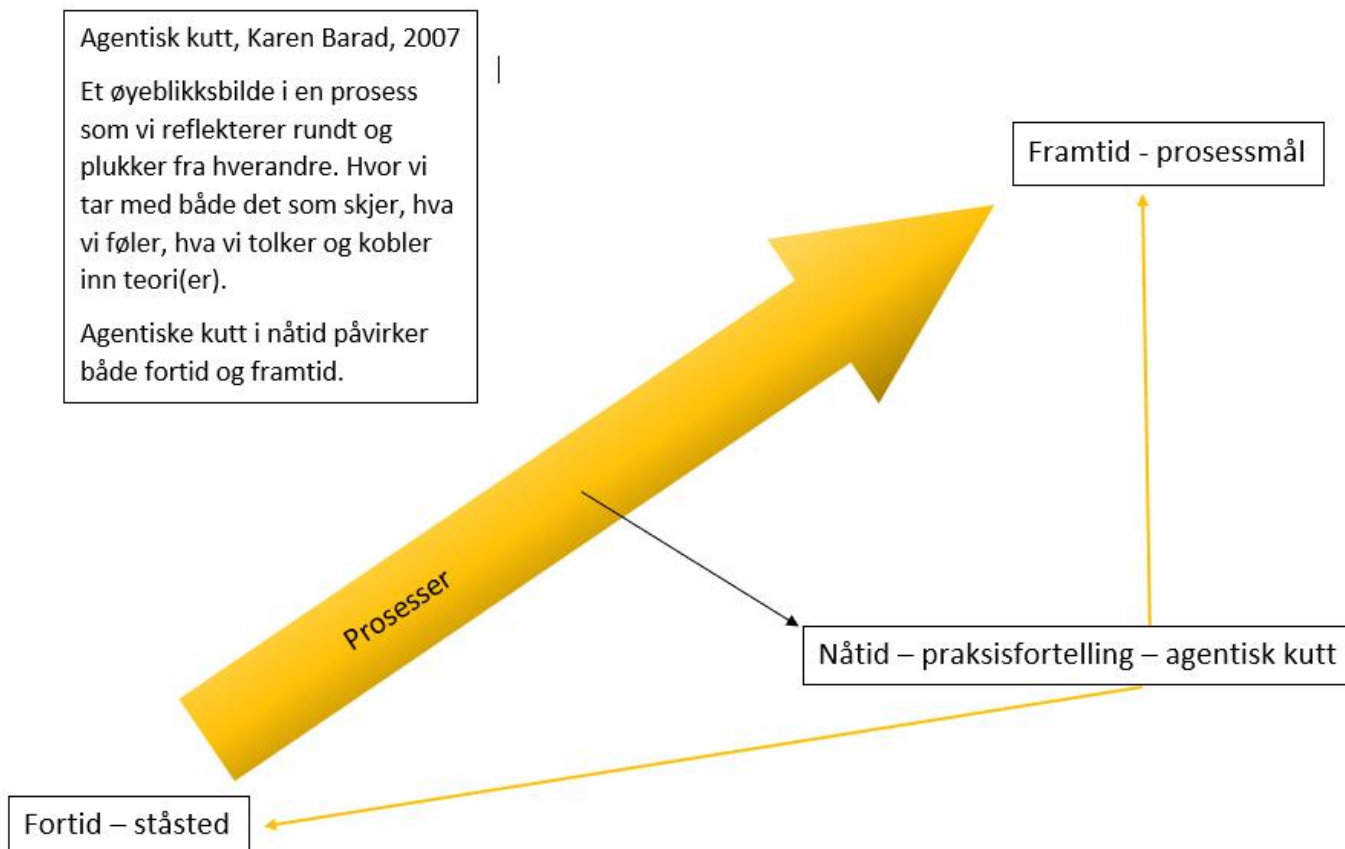 Agentisk kutt, Karen Barad, 2007
Et øyeblikksbilde i en prosess
som vi reflekterer rundt og
plukker fra hverandre. Hvor vi
tar med både det som skjer, hva
vi føler, hva vi tolker og kobler
inn teori(er).
Agentiske kutt i nåtid påvirker
både fortid og framtid.
Framtid - prosessmål
Prosesser
Nåtid – praksisfortelling – agentisk kutt
Fortid – ståsted